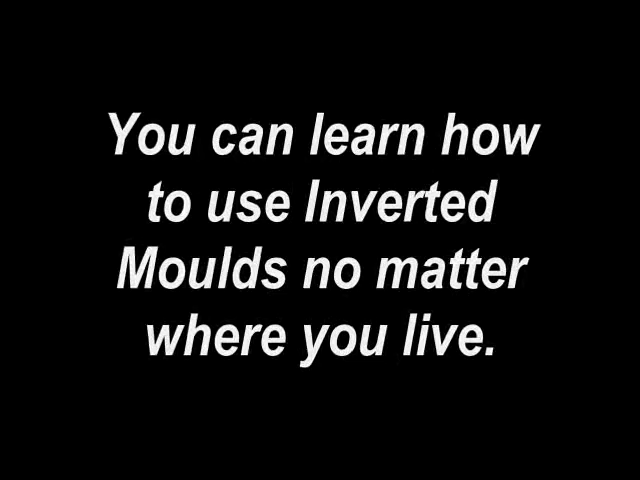 You can learn how
to use Inverted
Moulds no matter
where you live.